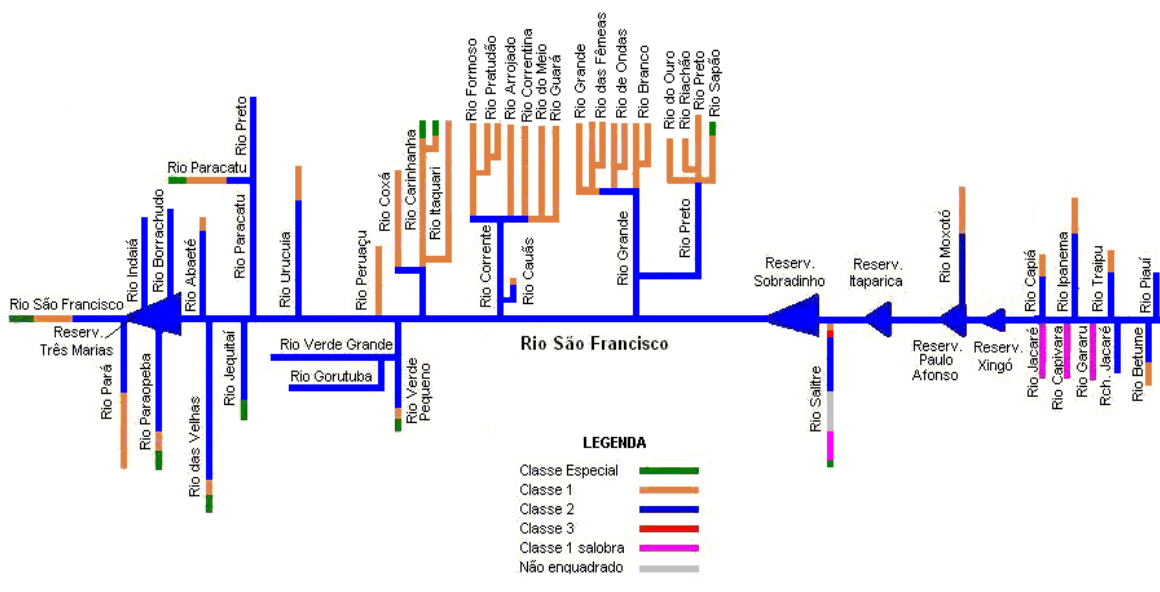 Rio São Francisco
Reserv.
Três Marias
Rio Pará
Rio Indaiá
Rio Borrachudo
Rio Paraopeba
Rio Abaeté
Rio das Velhas
Rio Paracatu
Rio Preto
Rio Paracatu
Rio Jequitaí
Rio Urucuia
Rio Verde Grande
Rio Gorutuba
Rio Peruaçu
Rio Verde
Pequeno
Rio Coxá
Rio Carinhanha
Rio Itaquari
Rio Formoso
Rio Pratudão
Rio Arrojado
Rio Correntina
Rio do Meio
Rio Guará
Rio Corrente
Rio Cauãs
Rio Grande
Rio das Fêmeas
Rio de Ondas
Rio Branco
Rio Grande
Rio do Ouro
Rio Riachão
Rio Preto
Rio Sapão
Rio Preto
Rio São Francisco
Reserv.
Sobradinho
Rio Salitre
Reserv.
Itaparica
Reserv.
Paulo
Afonso
Rio Moxotó
Reserv.
Xingó
Rio Capiá
Rio Jacaré
Rio Ipanema
Rio Capivara
Rio Gararu
Rio Traipu
Rch. Jacaré
Rio Piauí
Rio Betume
LEGENDA
Classe Especial
Classe 1
Classe 2
Classe 3
Classe 1 salobra
Não enquadrado